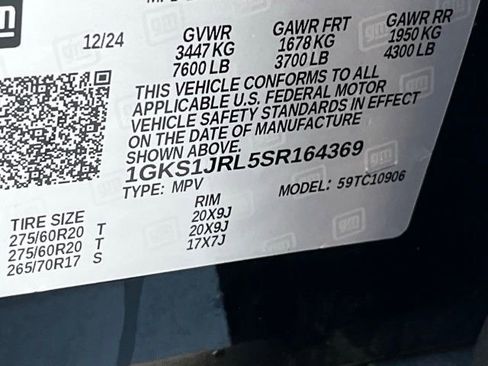 gm
12/24 GVWR GAWR FRT GAWR RR
3447 KG 1678 KG 1950 KG
7600 LB 3700 LB 4300 LB
THIS VEHICLE CONFORMS TO ALL
APPLICABLE U.S. FEDERAL MOTOR
VEHICLE SAFETY STANDARDS IN EFFECT
ON THE DATE OF MANUFACTURE
SHOWN ABOVE.
1GKS1JRL5SR164369
TYPE: MPV MODEL: 59TC10906
TIRE SIZE RIM
275/60R20 T 20X9J
275/60R20 T 20X9J
265/70R17 S 17X7J